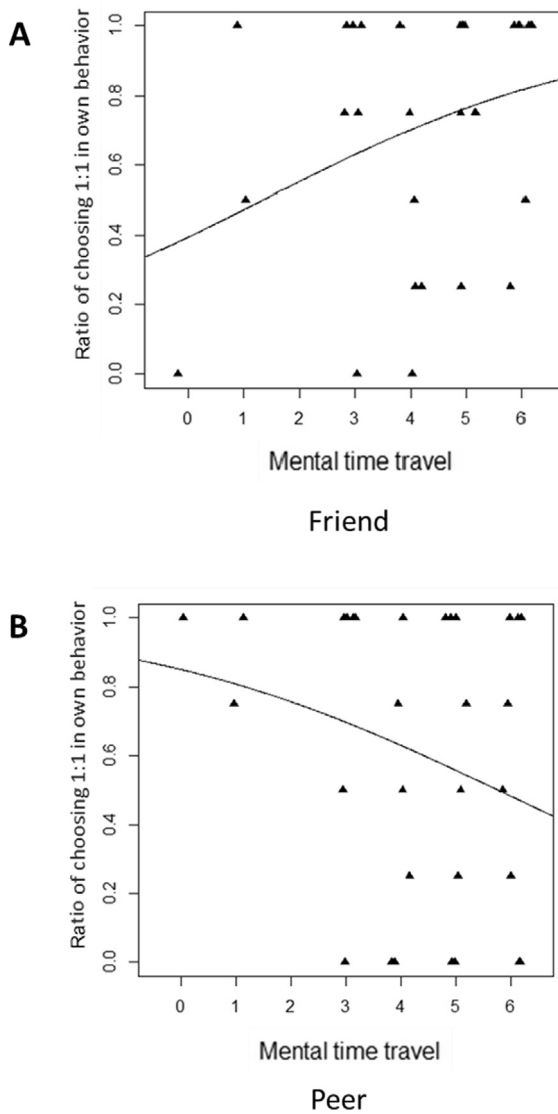 A
Ratio of choosing 1:1 in own behavior
1.0
0.8
0.6
0.4
0.2
0.0
0 1 2 3 4 5 6
Mental time travel
Friend
B
Ratio of choosing 1:1 in own behavior
1.0
0.8
0.6
0.4
0.2
0.0
0 1 2 3 4 5 6
Mental time travel
Peer